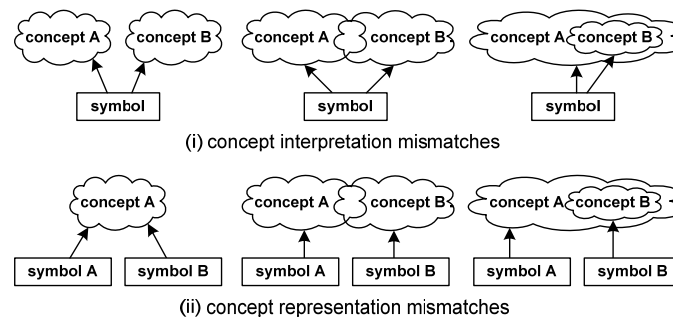 concept A concept B concept A concept B concept A concept B
symbol symbol symbol
(i) concept interpretation mismatches
concept A concept A concept B concept A concept B
symbol A symbol B symbol A symbol B symbol A symbol B
(ii) concept representation mismatches